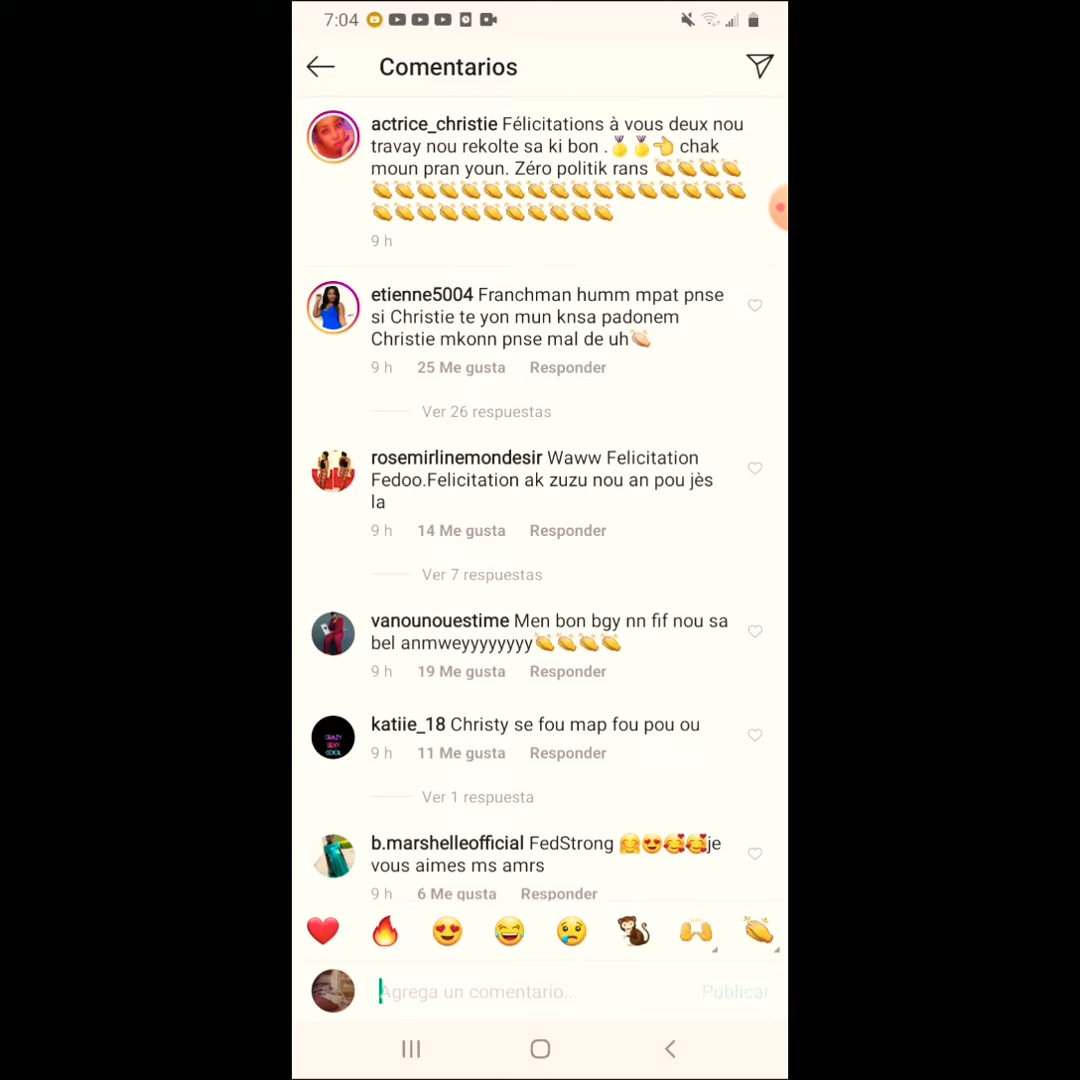 7:04
Comentarios
actrice_christie Félicitations à vous deux nou
travay nou rekolte sa ki bon .🥇🥇👈 chak
moun pran youn. Zéro politik rans 👏👏👏👏
👏👏👏👏👏👏👏👏👏👏👏👏👏👏👏👏👏
👏👏👏👏👏👏👏👏👏👏👏
9 h
etienne5004 Franchman humm mpat pnse
si Christie te yon mun knsa padonem
Christie mkonn pnse mal de uh👏🏻
9 h 25 Me gusta Responder
Ver 26 respuestas
rosemirlinemondesir Waww Felicitation
Fedoo.Felicitation ak zuzu nou an pou jès
la
9 h 14 Me gusta Responder
Ver 7 respuestas
vanounouestime Men bon bgy nn fif nou sa
bel anmweyyyyyyyy👏👏👏👏
9 h 19 Me gusta Responder
katiie_18 Christy se fou map fou pou ou
9 h 11 Me gusta Responder
Ver 1 respuesta
b.marshelleofficial FedStrong 🤗😍🥰🥰je
vous aimes ms amrs
9 h 6 Me gusta Responder
Agrega un comentario... Publicar